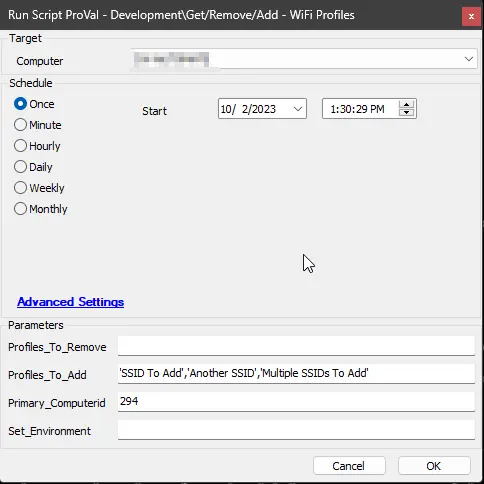 Run Script ProVal - Development\Get/Remove/Add - WiFi Profiles
x
Target
Computer
Schedule
Once
Start
10/ 2/2023
1:30:29 PM
Minute
Hourly
Daily
Weekly
Monthly
Advanced Settings
Parameters
Profiles_To_Remove
Profiles_To_Add
'SSID To Add','Another SSID','Multiple SSIDs To Add'
Primary_Computerid
294
Set_Environment
Cancel
OK